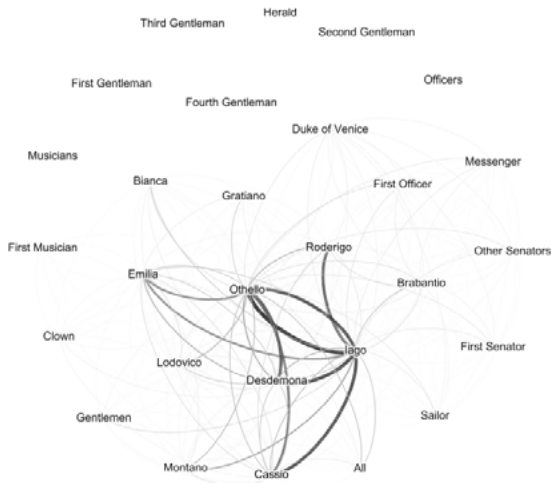 Herald
Third Gentleman
Second Gentleman
First Gentleman
Officers
Fourth Gentleman
Duke of Venice
Musicians
Messenger
Bianca
First Officer
Gratiano
First Musician
Roderigo
Other Senators
Emilia
Brabantio
Othello
Clown
First Senator
Iago
Lodovico
Desdemona
Sailor
Gentlemen
Montano
All
Cassio